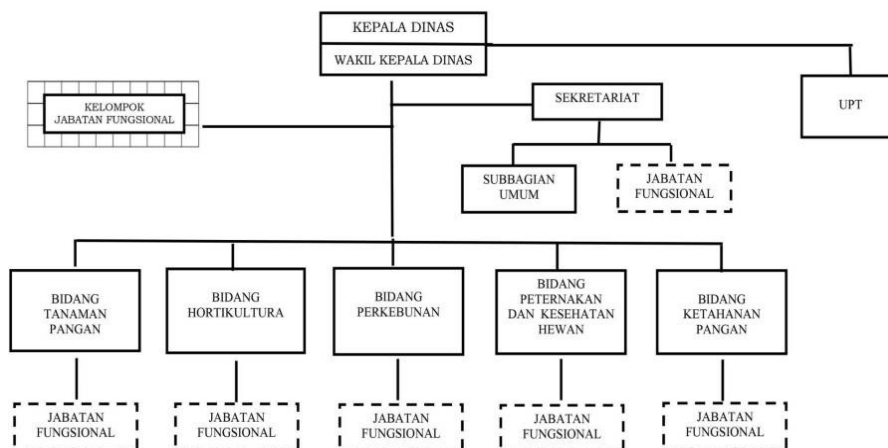 KEPALA DINAS
WAKIL KEPALA DINAS
KELOMPOK
JABATAN FUNGSIONAL
SEKRETARIAT
UPT
SUBBAGIAN
UMUM
JABATAN
FUNGSIONAL
BIDANG
TANAMAN
PANGAN
BIDANG
HORTIKULTURA
BIDANG
PERKEBUNAN
BIDANG
PETERNAKAN
DAN KESEHATAN
HEWAN
BIDANG
KETAHANAN
PANGAN
JABATAN
FUNGSIONAL
JABATAN
FUNGSIONAL
JABATAN
FUNGSIONAL
JABATAN
FUNGSIONAL
JABATAN
FUNGSIONAL